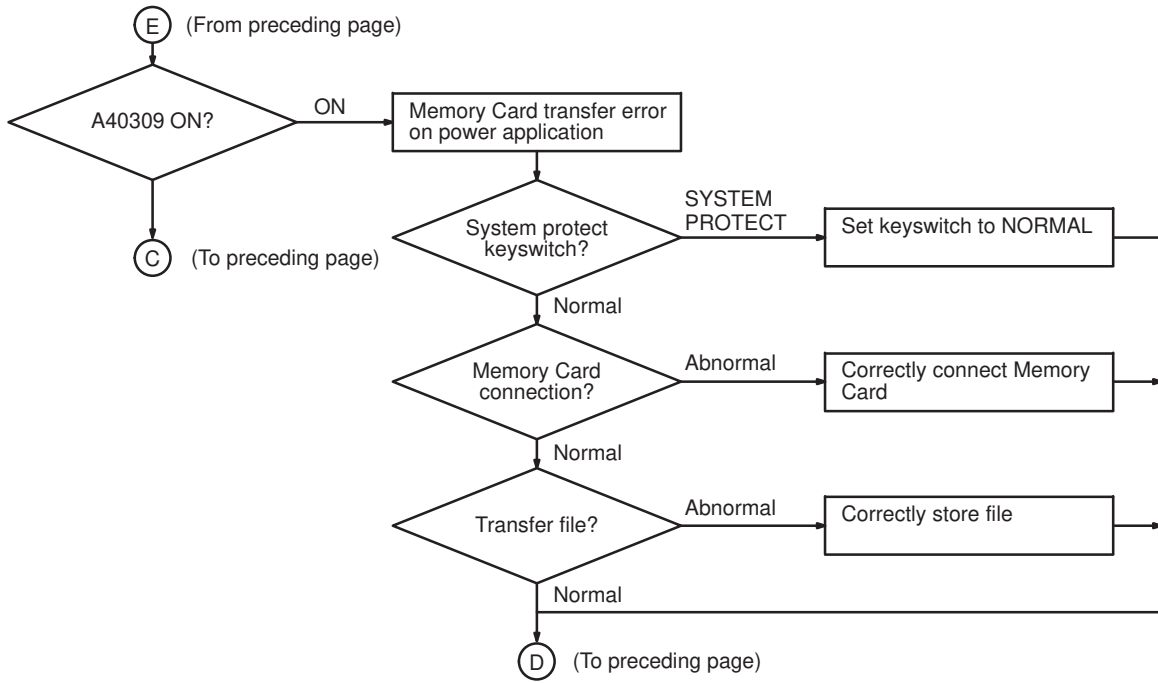 E (From preceding page)
A40309 ON?
ON
Memory Card transfer error
on power application
C (To preceding page)
System protect
keyswitch?
SYSTEM
PROTECT
Set keyswitch to NORMAL
Normal
Memory Card
connection?
Abnormal
Correctly connect Memory
Card
Normal
Transfer file?
Abnormal
Correctly store file
Normal
D (To preceding page)